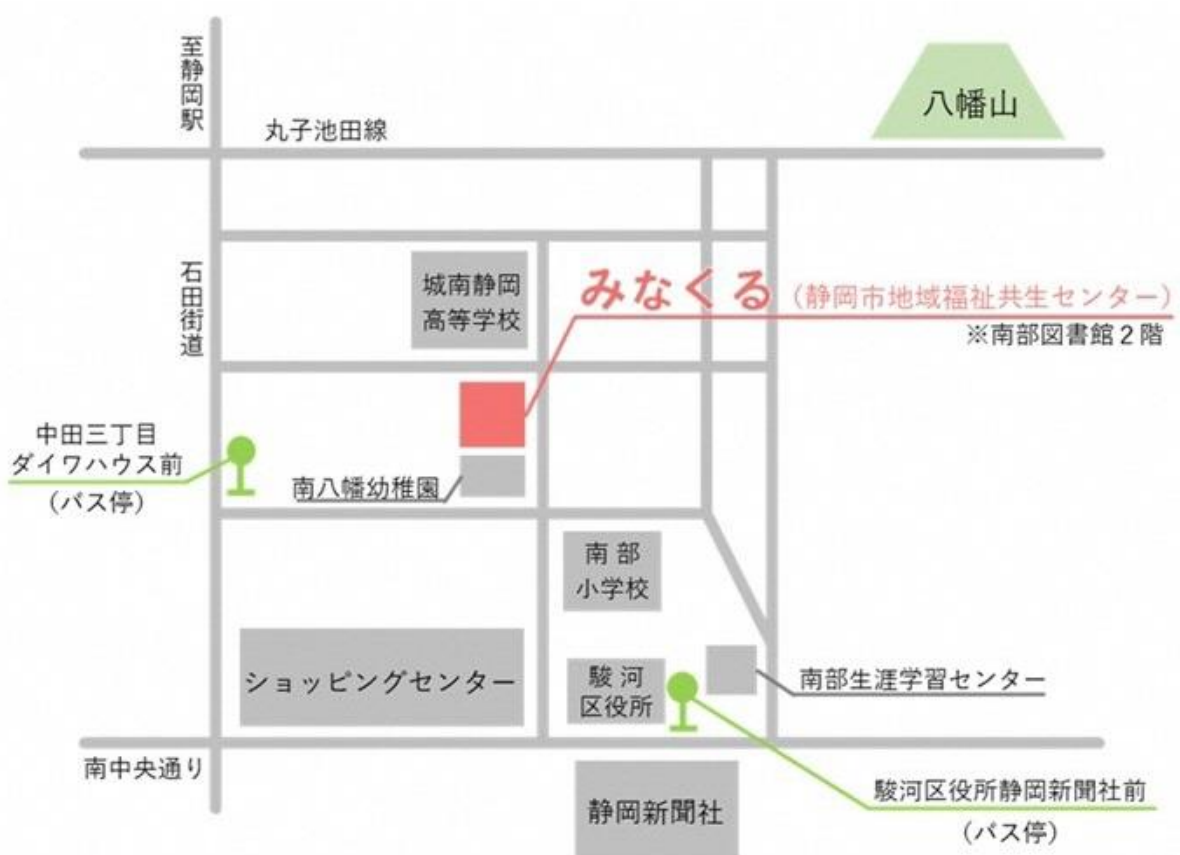 至静岡駅
八幡山
丸子池田線
石田街道
城南静岡
高等学校
みなくる(静岡市地域福祉共生センター)
※南部図書館2階
中田三丁目
ダイワハウス前
(バス停)
南八幡幼稚園
南部
小学校
ショッピングセンター
駿河
区役所
南部生涯学習センター
南中央通り
静岡新聞社
駿河区役所静岡新聞社前
(バス停)